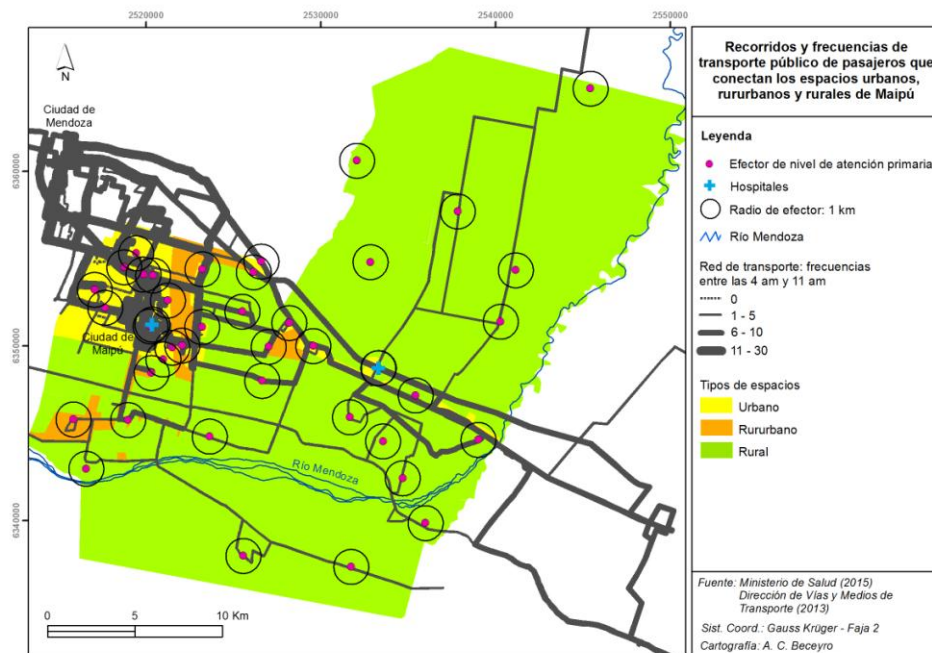 2520000
2530000
2540000
2550000
6360000
6350000
6340000
N
Ciudad de
Mendoza
Ciudad de
Maipú
Río Mendoza
0 5 10 Km
Recorridos y frecuencias de
transporte público de pasajeros que
conectan los espacios urbanos,
rururbanos y rurales de Maipú
Leyenda
Efector de nivel de atención primaria
Hospitales
Radio de efector: 1 km
Río Mendoza
Red de transporte: frecuencias
entre las 4 am y 11 am
0
1 - 5
6 - 10
11 - 30
Tipos de espacios
Urbano
Rururbano
Rural
Fuente: Ministerio de Salud (2015)
Dirección de Vías y Medios de
Transporte (2013)
Sist. Coord.: Gauss Krüger - Faja 2
Cartografía: A. C. Beceyro